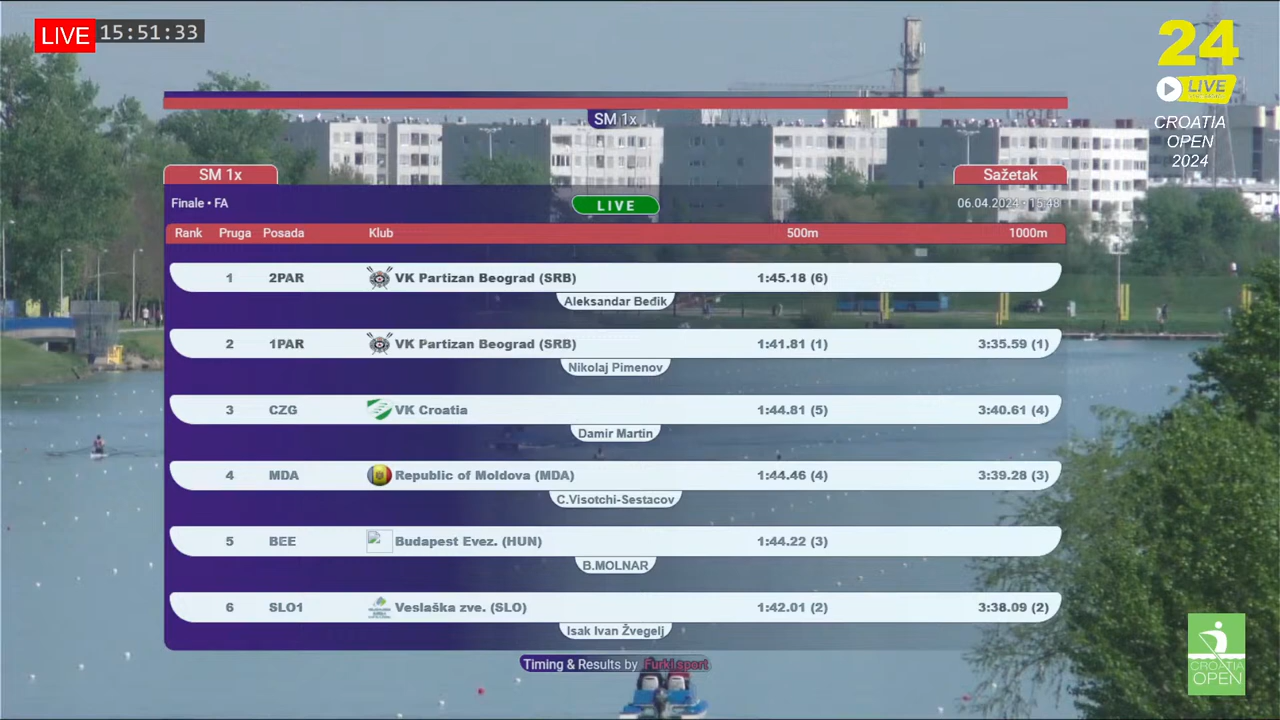 LIVE 15:51:33
24
LIVE
CROATIA
OPEN
2024
HOTEL
SM 1x
SM 1x Sažetak
Finale • FA LIVE 06.04.2024 • 15:48
Rank Pruga Posada Klub 500m 1000m
1 2PAR VK Partizan Beograd (SRB) 1:45.18 (6)
Aleksandar Beđik
2 1PAR VK Partizan Beograd (SRB) 1:41.81 (1) 3:35.59 (1)
Nikolaj Pimenov
3 CZG VK Croatia 1:44.81 (5) 3:40.61 (4)
Damir Martin
4 MDA Republic of Moldova (MDA) 1:44.46 (4) 3:39.28 (3)
C.Visotchi-Sestacov
5 BEE Budapest Evez. (HUN) 1:44.22 (3)
B.MOLNAR
6 SLO1 Veslaška zve. (SLO) 1:42.01 (2) 3:38.09 (2)
Isak Ivan Žvegelj
Timing & Results by Furkisport
CROATIA
OPEN